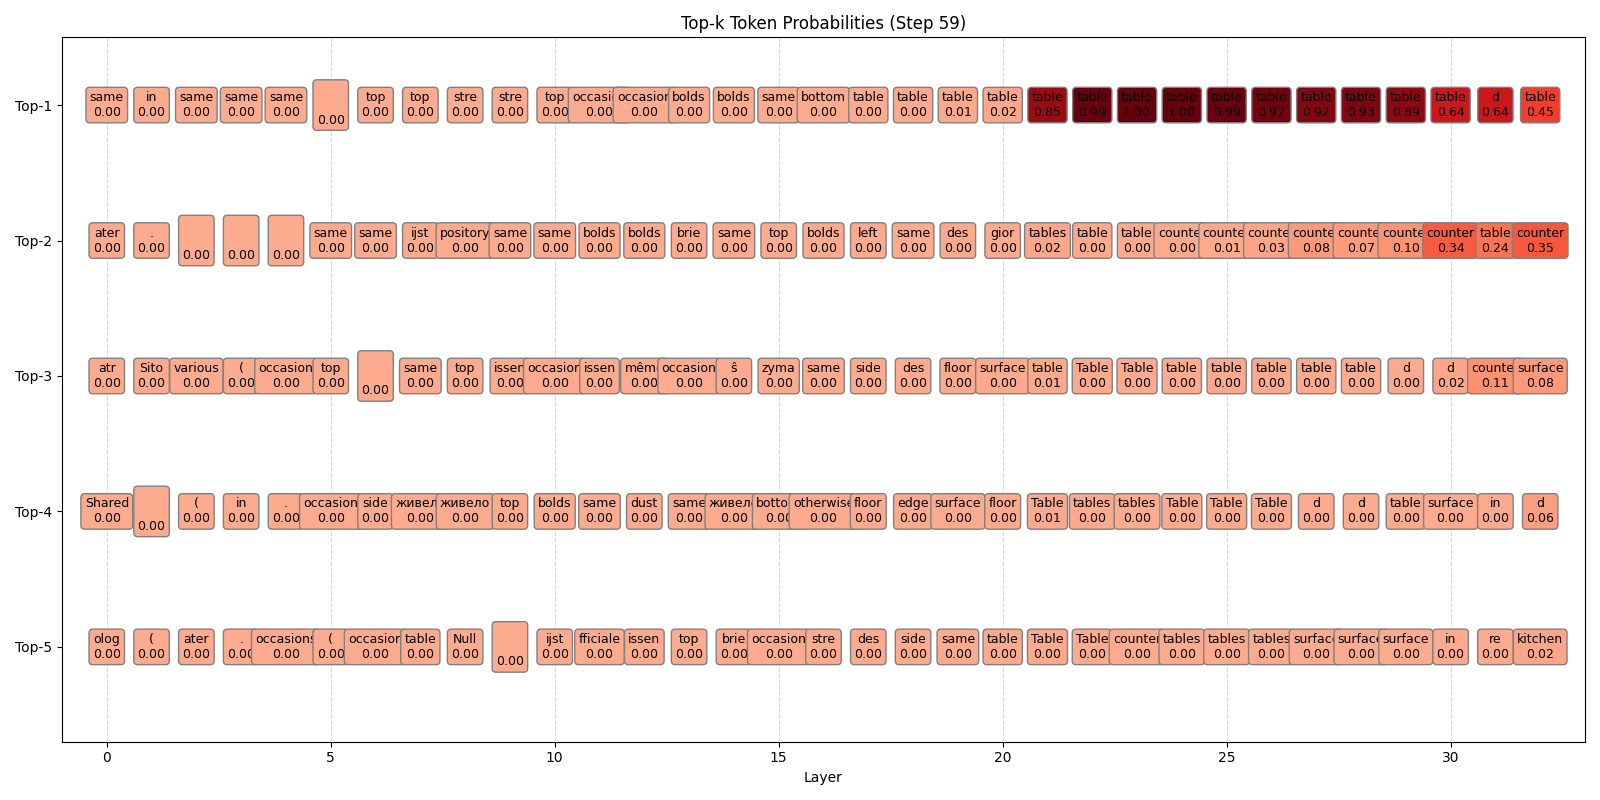 Top-k Token Probabilities (Step 59)
Top-1
same in same same same top top stre stre top occasi occasion bolds bolds same bottom table table table table table table table table table table table table table table d table
0.00 0.00 0.00 0.00 0.00 0.00 0.00 0.00 0.00 0.00 0.00 0.00 0.00 0.00 0.00 0.00 0.00 0.00 0.00 0.01 0.02 0.85 0.99 1.00 1.00 0.99 0.97 0.92 0.93 0.89 0.64 0.64 0.45
Top-2
ater . same same ijst pository same same bolds bolds brie same top bolds left same des gior tables table table counte counte counte counte counte counte counter table counter
0.00 0.00 0.00 0.00 0.00 0.00 0.00 0.00 0.00 0.00 0.00 0.00 0.00 0.00 0.00 0.00 0.00 0.00 0.00 0.00 0.00 0.02 0.00 0.00 0.00 0.01 0.03 0.08 0.07 0.10 0.34 0.24 0.35
Top-3
atr Sito various ( occasion top same top issen occasion issen mêm occasion ŝ zyma same side des floor surface table Table Table table table table table table d d counte surface
0.00 0.00 0.00 0.00 0.00 0.00 0.00 0.00 0.00 0.00 0.00 0.00 0.00 0.00 0.00 0.00 0.00 0.00 0.00 0.00 0.00 0.01 0.00 0.00 0.00 0.00 0.00 0.00 0.00 0.00 0.02 0.11 0.08
Top-4
Shared ( in . occasion side живел живело top bolds same dust same живел botto otherwise floor edge surface floor Table tables tables Table Table Table d d table surface in d
0.00 0.00 0.00 0.00 0.00 0.00 0.00 0.00 0.00 0.00 0.00 0.00 0.00 0.00 0.00 0.00 0.00 0.00 0.00 0.00 0.00 0.01 0.00 0.00 0.00 0.00 0.00 0.00 0.00 0.00 0.00 0.00 0.06
Top-5
olog ( ater . occasions ( occasion table Null ijst fficiale issen top brie occasion stre des side same table Table Table counter tables tables tables surfac surfac surface in re kitchen
0.00 0.00 0.00 0.00 0.00 0.00 0.00 0.00 0.00 0.00 0.00 0.00 0.00 0.00 0.00 0.00 0.00 0.00 0.00 0.00 0.00 0.00 0.00 0.00 0.00 0.00 0.00 0.00 0.00 0.00 0.00 0.00 0.02
0 5 10 15 20 25 30
Layer